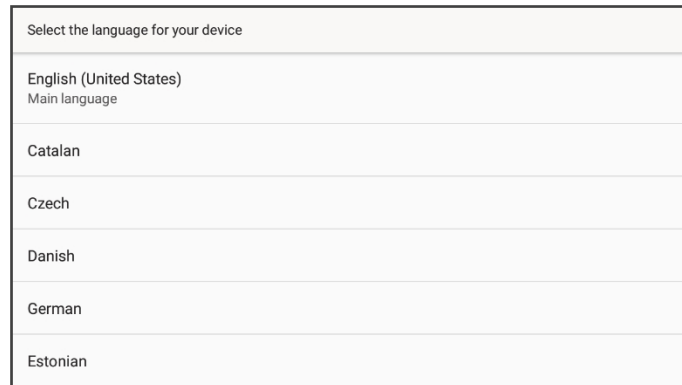 Select the language for your device
English (United States)
Main language
Catalan
Czech
Danish
German
Estonian